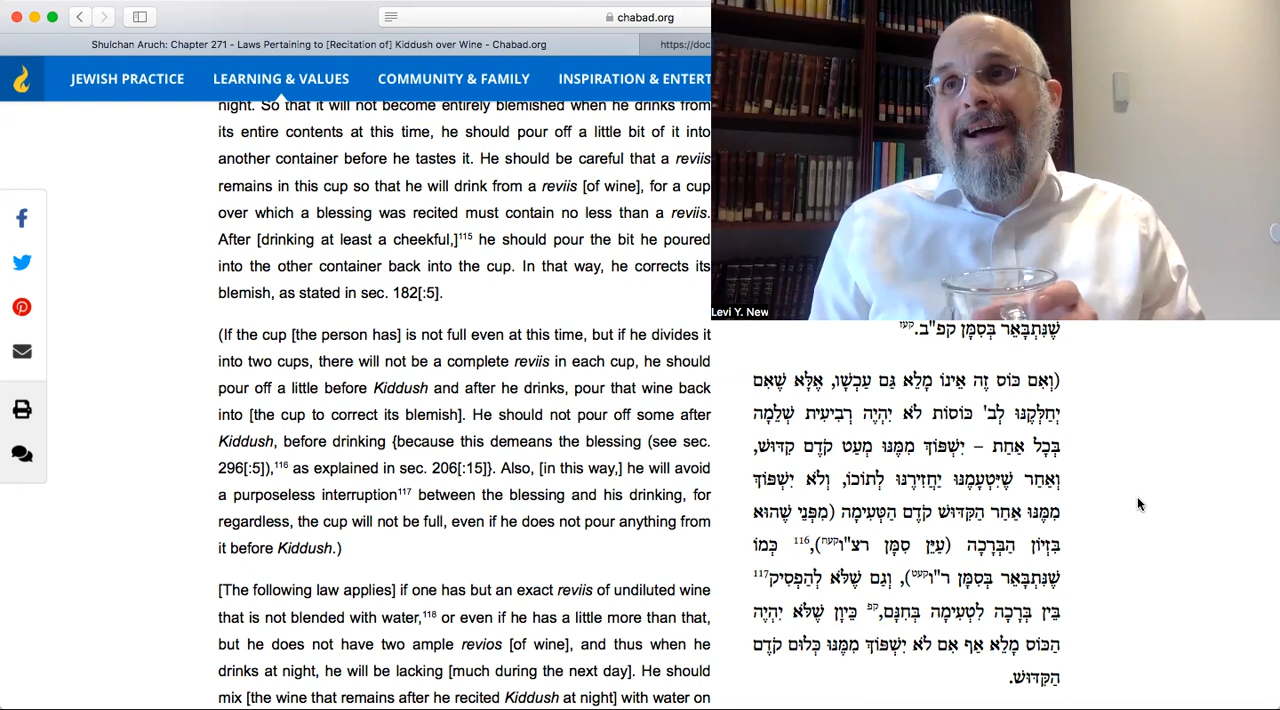 chabad.org
Shulchan Aruch: Chapter 271 - Laws Pertaining to [Recitation of] Kiddush over Wine - Chabad.org
https://doc
JEWISH PRACTICE
LEARNING & VALUES
COMMUNITY & FAMILY
INSPIRATION & ENTERT
night. So that it will not become entirely blemished when he drinks from
its entire contents at this time, he should pour off a little bit of it into
another container before he tastes it. He should be careful that a reviis
remains in this cup so that he will drink from a reviis [of wine], for a cup
over which a blessing was recited must contain no less than a reviis.
After [drinking at least a cheekful,]115 he should pour the bit he poured
into the other container back into the cup. In that way, he corrects its
blemish, as stated in sec. 182[:5].
(If the cup [the person has] is not full even at this time, but if he divides it
into two cups, there will not be a complete reviis in each cup, he should
pour off a little before Kiddush and after he drinks, pour that wine back
into [the cup to correct its blemish]. He should not pour off some after
Kiddush, before drinking {because this demeans the blessing (see sec.
296[:5]),116 as explained in sec. 206[:15]}. Also, [in this way,] he will avoid
a purposeless interruption117 between the blessing and his drinking, for
regardless, the cup will not be full, even if he does not pour anything from
it before Kiddush.)
[The following law applies] if one has but an exact reviis of undiluted wine
that is not blended with water,118 or even if he has a little more than that,
but he does not have two ample revios [of wine], and thus when he
drinks at night, he will be lacking [much during the next day]. He should
mix [the wine that remains after he recited Kiddush at night] with water on
Levi Y. New
שֶׁנִּתְבָּאֵר בְּסִמָּן קפ"ב.קעז
(וְאִם כּוֹס זֶה אֵינוֹ מָלֵא גַּם עַכְשָׁו, אֶלָּא שֶׁאִם
יְחַלְּקֶנּוּ לְב' כּוֹסוֹת לֹא יִהְיֶה רְבִיעִית שְׁלֵמָה
בְּכָל אַחַת – יִשְׁפּוֹךְ מִמֶּנּוּ מְעַט קֹדֶם קִדּוּשׁ,
וְאַחַר שֶׁיִּטְעָמֶנּוּ יַחֲזִירֶנּוּ לְתוֹכוֹ, וְלֹא יִשְׁפּוֹךְ
מִמֶּנּוּ אַחַר הַקִּדּוּשׁ קֹדֶם הַטְּעִימָה (מִפְּנֵי שֶׁהוּא
בִּזְיוֹן הַבְּרָכָה (עַיֵּן סִמָּן רצ"וקעח),116 כְּמוֹ
שֶׁנִּתְבָּאֵר בְּסִמָּן ר"וקעט), וְגַם שֶׁלֹּא לְהַפְסִיק117
בֵּין בְּרָכָה לִטְעִימָה בְּחִנָּם,קפ כֵּיוָן שֶׁלֹּא יִהְיֶה
הַכּוֹס מָלֵא אַף אִם לֹא יִשְׁפּוֹךְ מִמֶּנּוּ כְּלוּם קֹדֶם
הַקִּדּוּשׁ.